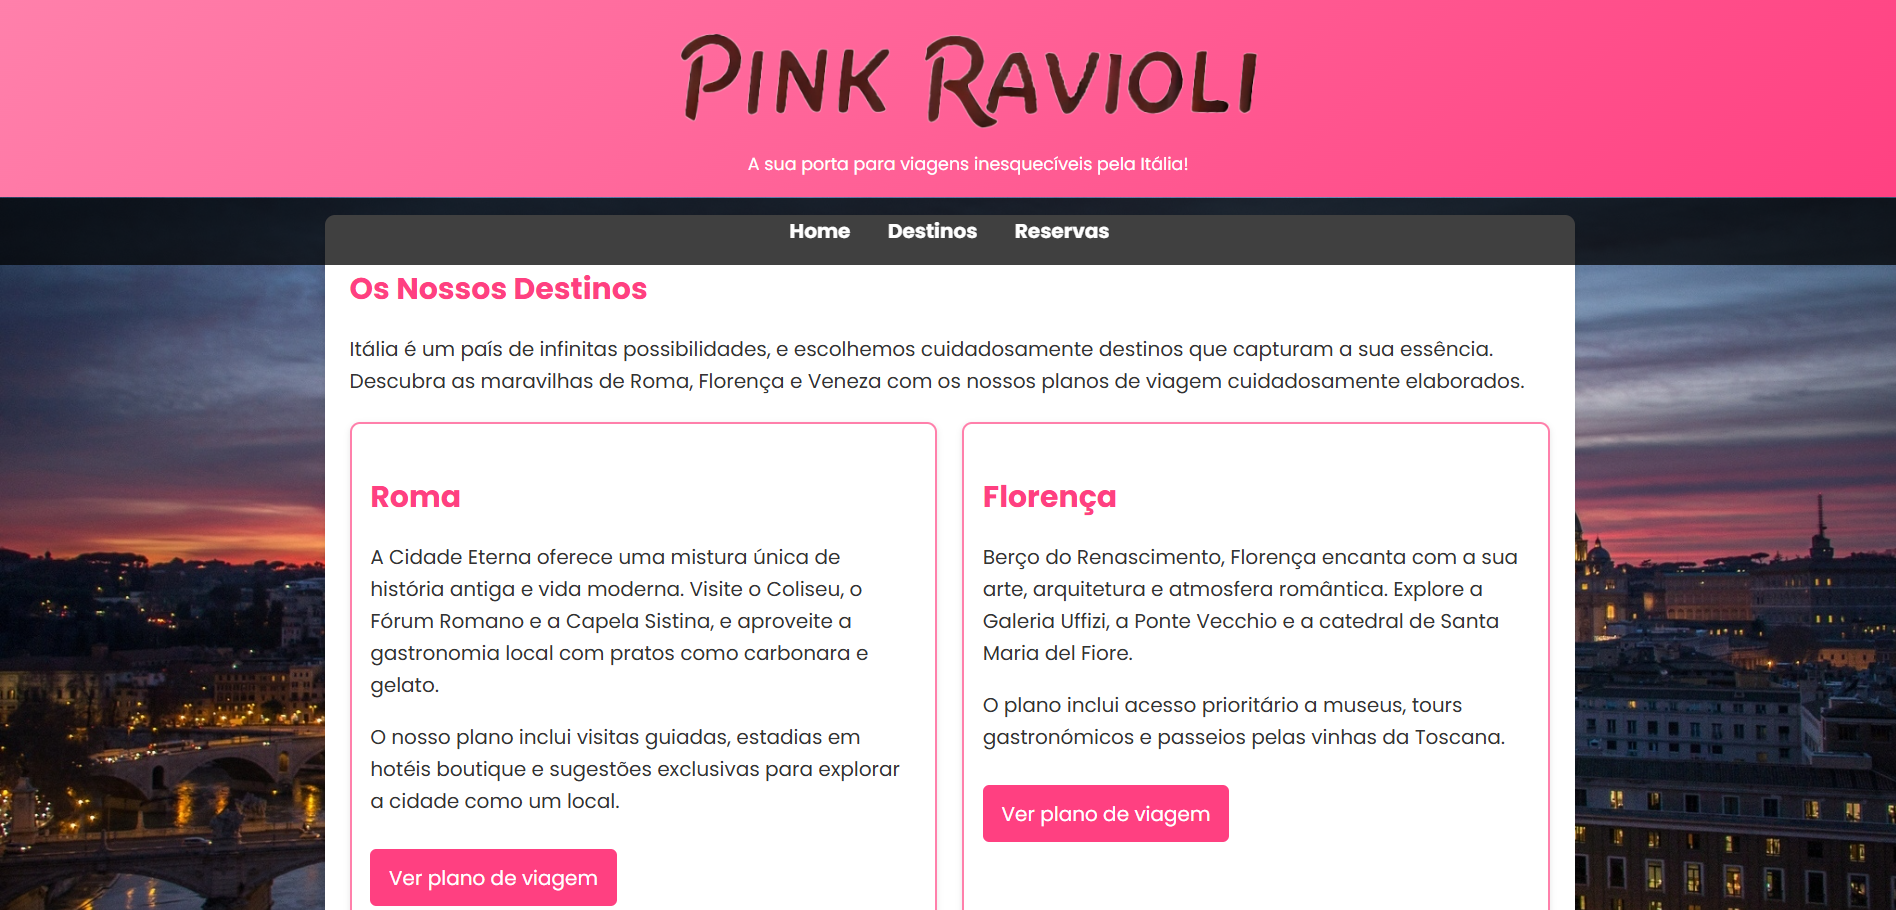 PINK RAVIOLI
A sua porta para viagens inesquecíveis pela Itália!
Home Destinos Reservas
Os Nossos Destinos
Itália é um país de infinitas possibilidades, e escolhemos cuidadosamente destinos que capturam a sua essência.
Descubra as maravilhas de Roma, Florença e Veneza com os nossos planos de viagem cuidadosamente elaborados.
Roma
A Cidade Eterna oferece uma mistura única de
história antiga e vida moderna. Visite o Coliseu, o
Fórum Romano e a Capela Sistina, e aproveite a
gastronomia local com pratos como carbonara e
gelato.
O nosso plano inclui visitas guiadas, estadias em
hotéis boutique e sugestões exclusivas para explorar
a cidade como um local.
Ver plano de viagem
Florença
Berço do Renascimento, Florença encanta com a sua
arte, arquitetura e atmosfera romântica. Explore a
Galeria Uffizi, a Ponte Vecchio e a catedral de Santa
Maria del Fiore.
O plano inclui acesso prioritário a museus, tours
gastronómicos e passeios pelas vinhas da Toscana.
Ver plano de viagem